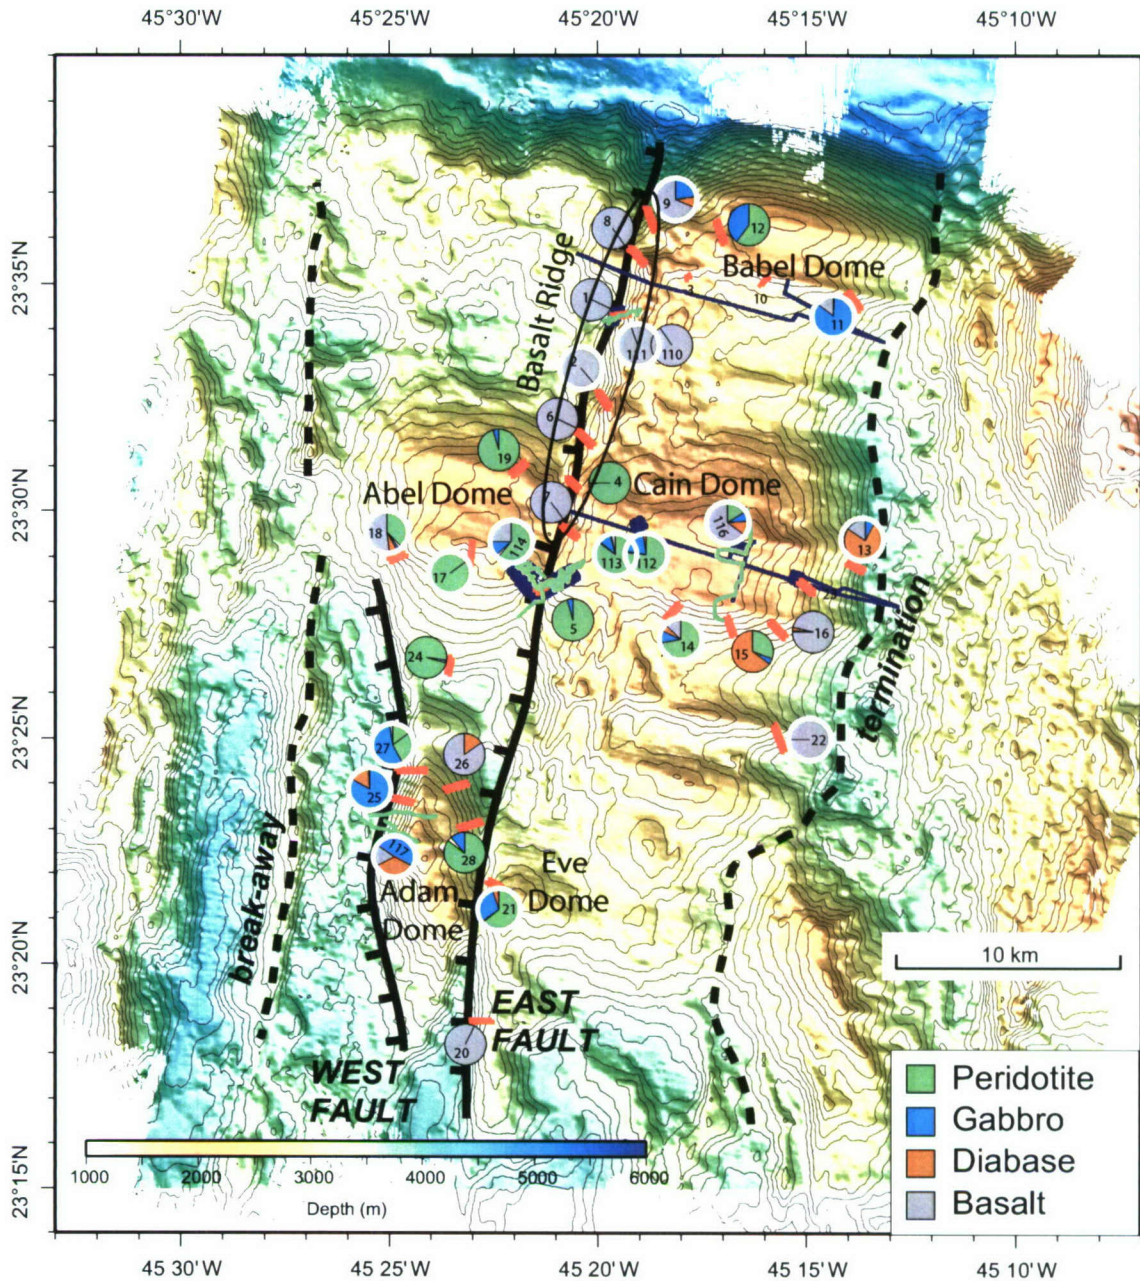 45°30'W 45°25'W 45°20'W 45°15'W 45°10'W
23°35'N
23°30'N
23°25'N
23°20'N
23°15'N
9
8
12
Babel Dome
3
10
1
11
Basalt Ridge
111
110
2
6
19
4
Abel Dome
Cain Dome
7
116
18
114
13
113
112
17
5
14
16
15
24
termination
22
27
26
25
break-away
117
28
Eve
Dome
Adam
Dome
21
10 km
EAST
FAULT
20
WEST
FAULT
Peridotite
Gabbro
Diabase
Basalt
1000 2000 3000 4000 5000 6000
Depth (m)
45 30'W 45 25'W 45 20'W 45 15'W 45 10'W